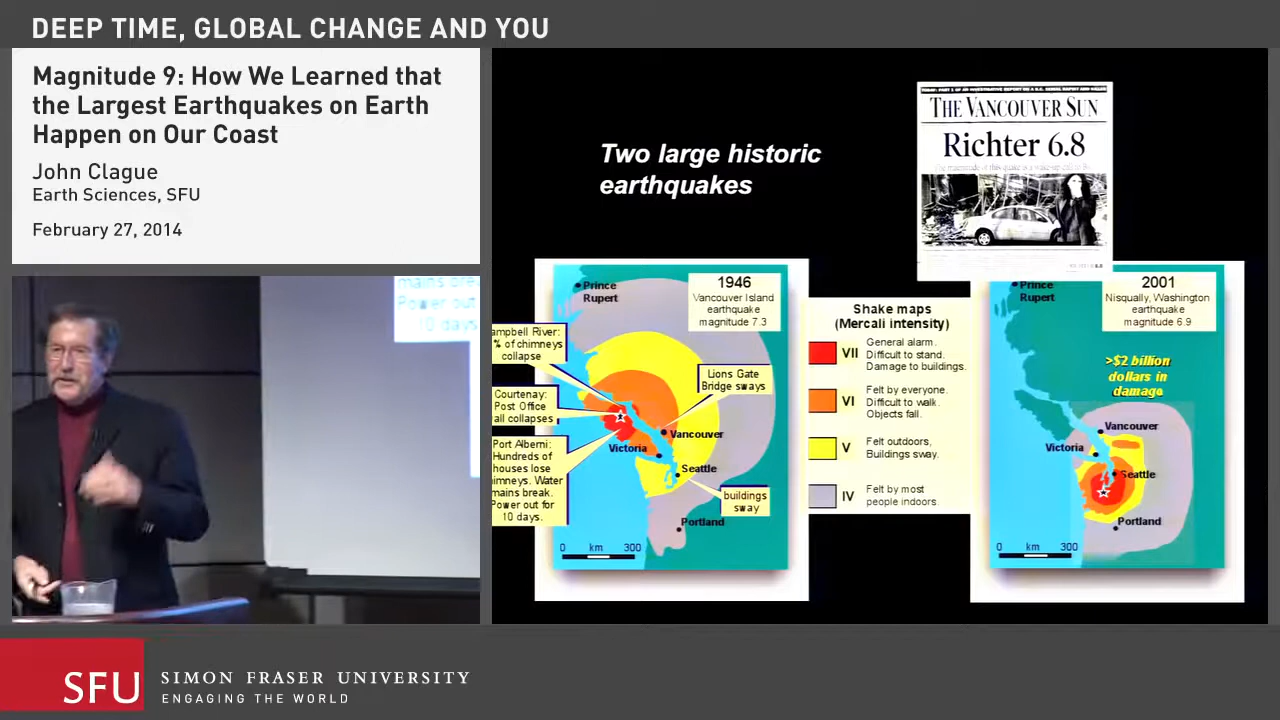 DEEP TIME, GLOBAL CHANGE AND YOU
Magnitude 9: How We Learned that
the Largest Earthquakes on Earth
Happen on Our Coast
John Clague
Earth Sciences, SFU
February 27, 2014
mains
Power out
10 days
SFU
SIMON FRASER UNIVERSITY
ENGAGING THE WORLD
Two large historic
earthquakes
THE VANCOUVER SUN
Richter 6.8
Prince
Rupert
1946
Vancouver Island
earthquake
magnitude 7.3
ampbell River:
% of chimneys
collapse
Courtenay:
Post Office
all collapses
Port Alberni:
Hundreds of
houses lose
imneys. Water
mains break.
Power out for
10 days.
Lions Gate
Bridge sways
Vancouver
Victoria
Seattle
buildings
sway
Portland
0 km 300
Shake maps
(Mercali intensity)
VII
General alarm.
Difficult to stand.
Damage to buildings.
VI
Felt by everyone.
Difficult to walk.
Objects fall.
V
Felt outdoors,
Buildings sway.
IV
Felt by most
people indoors.
Prince
Rupert
2001
Nisqually, Washington
earthquake
magnitude 6.9
>$2 billion
dollars in
damage
Vancouver
Victoria
Seattle
Portland
0 km 300